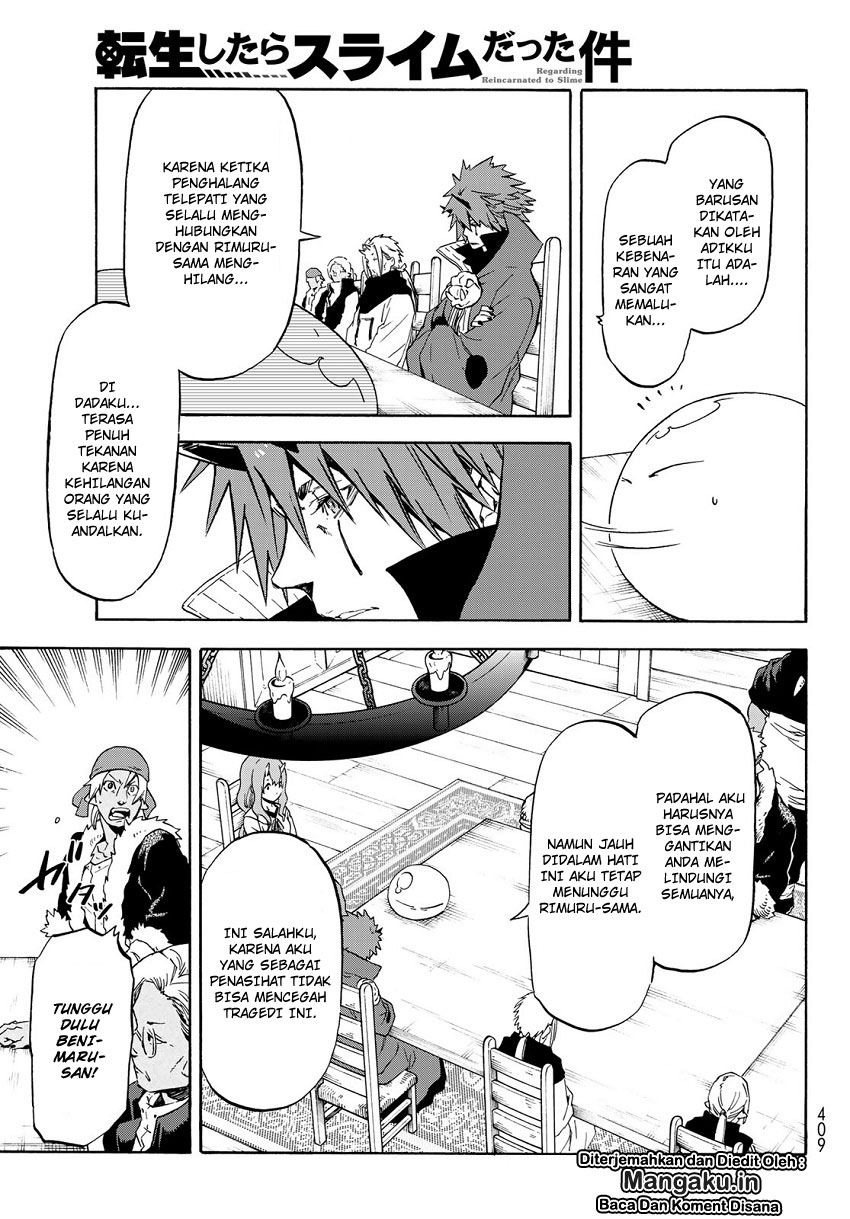 転生したらスライムだった件
Regarding
Reincarnated to Slime
YANG
BARUSAN
DIKATA-
KAN OLEH
ADIKKU
ITU ADA-
LAH....
SEBUAH
KEBENA-
RAN YANG
SANGAT
MEMALU-
KAN...
KARENA KETIKA
PENGHALANG
TELEPATI YANG
SELALU MENG-
HUBUNGKAN
DENGAN RIMURU-
SAMA MENG-
HILANG...
DI
DADAKU...
TERASA
PENUH
TEKANAN
KARENA
KEHILANGAN
ORANG YANG
SELALU KU-
ANDALKAN.
PADAHAL AKU
HARUSNYA
BISA MENG-
GANTIKAN
ANDA ME-
LINDUNGI
SEMUANYA,
NAMUN JAUH
DIDALAM HATI
INI AKU TETAP
MENUNGGU
RIMURU-SAMA.
INI SALAHKU,
KARENA AKU
YANG SEBAGAI
PENASIHAT TIDAK
BISA MENCEGAH
TRAGEDI INI.
ガタッ
TUNGGU
DULU
BENI-
MARU-
SAN!
409
Diterjemahkan dan Diedit Oleh :
Mangaku.in
Baca Dan Koment Disana